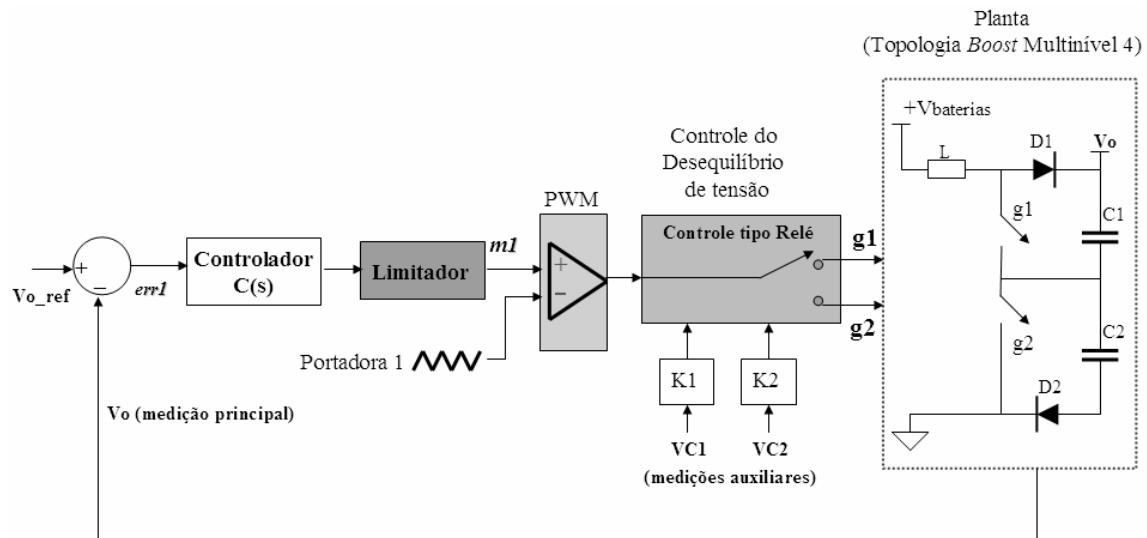 Planta
(Topologia Boost Multinível 4)
+Vbaterias
L
D1
Vo
g1
C1
g2
C2
D2
Controle do
Desequilíbrio
de tensão
Controle tipo Relé
g1
g2
PWM
+
−
m1
Limitador
Controlador
C(s)
err1
+
−
Vo_ref
Portadora 1
K1
K2
VC1
VC2
(medições auxiliares)
Vo (medição principal)